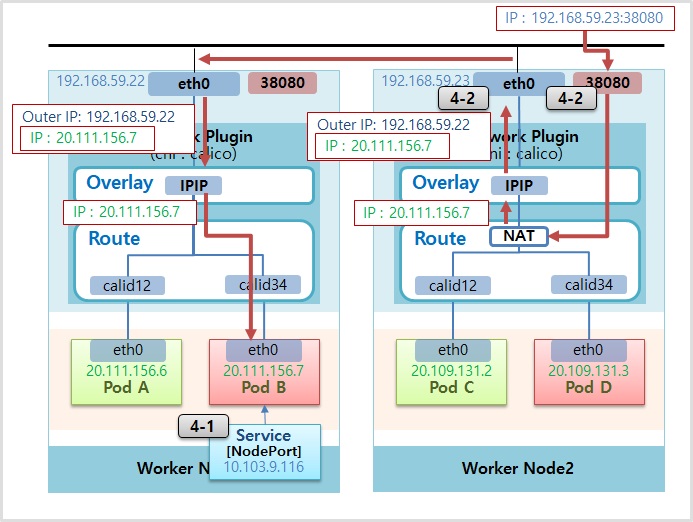 IP : 192.168.59.23:38080
192.168.59.22
eth0
38080
192.168.59.23
eth0
38080
4-2
4-2
Outer IP: 192.168.59.22
IP : 20.111.156.7
Outer IP: 192.168.59.22
IP : 20.111.156.7
k Plugin
(cni : calico)
work Plugin
ni : calico)
Overlay
IPIP
Overlay
IPIP
IP : 20.111.156.7
IP : 20.111.156.7
Route
Route
NAT
calid12
calid34
calid12
calid34
eth0
eth0
eth0
eth0
20.111.156.6
20.111.156.7
20.109.131.2
20.109.131.3
Pod A
Pod B
Pod C
Pod D
4-1
Service
[NodePort]
10.103.9.116
Worker N
Worker Node2